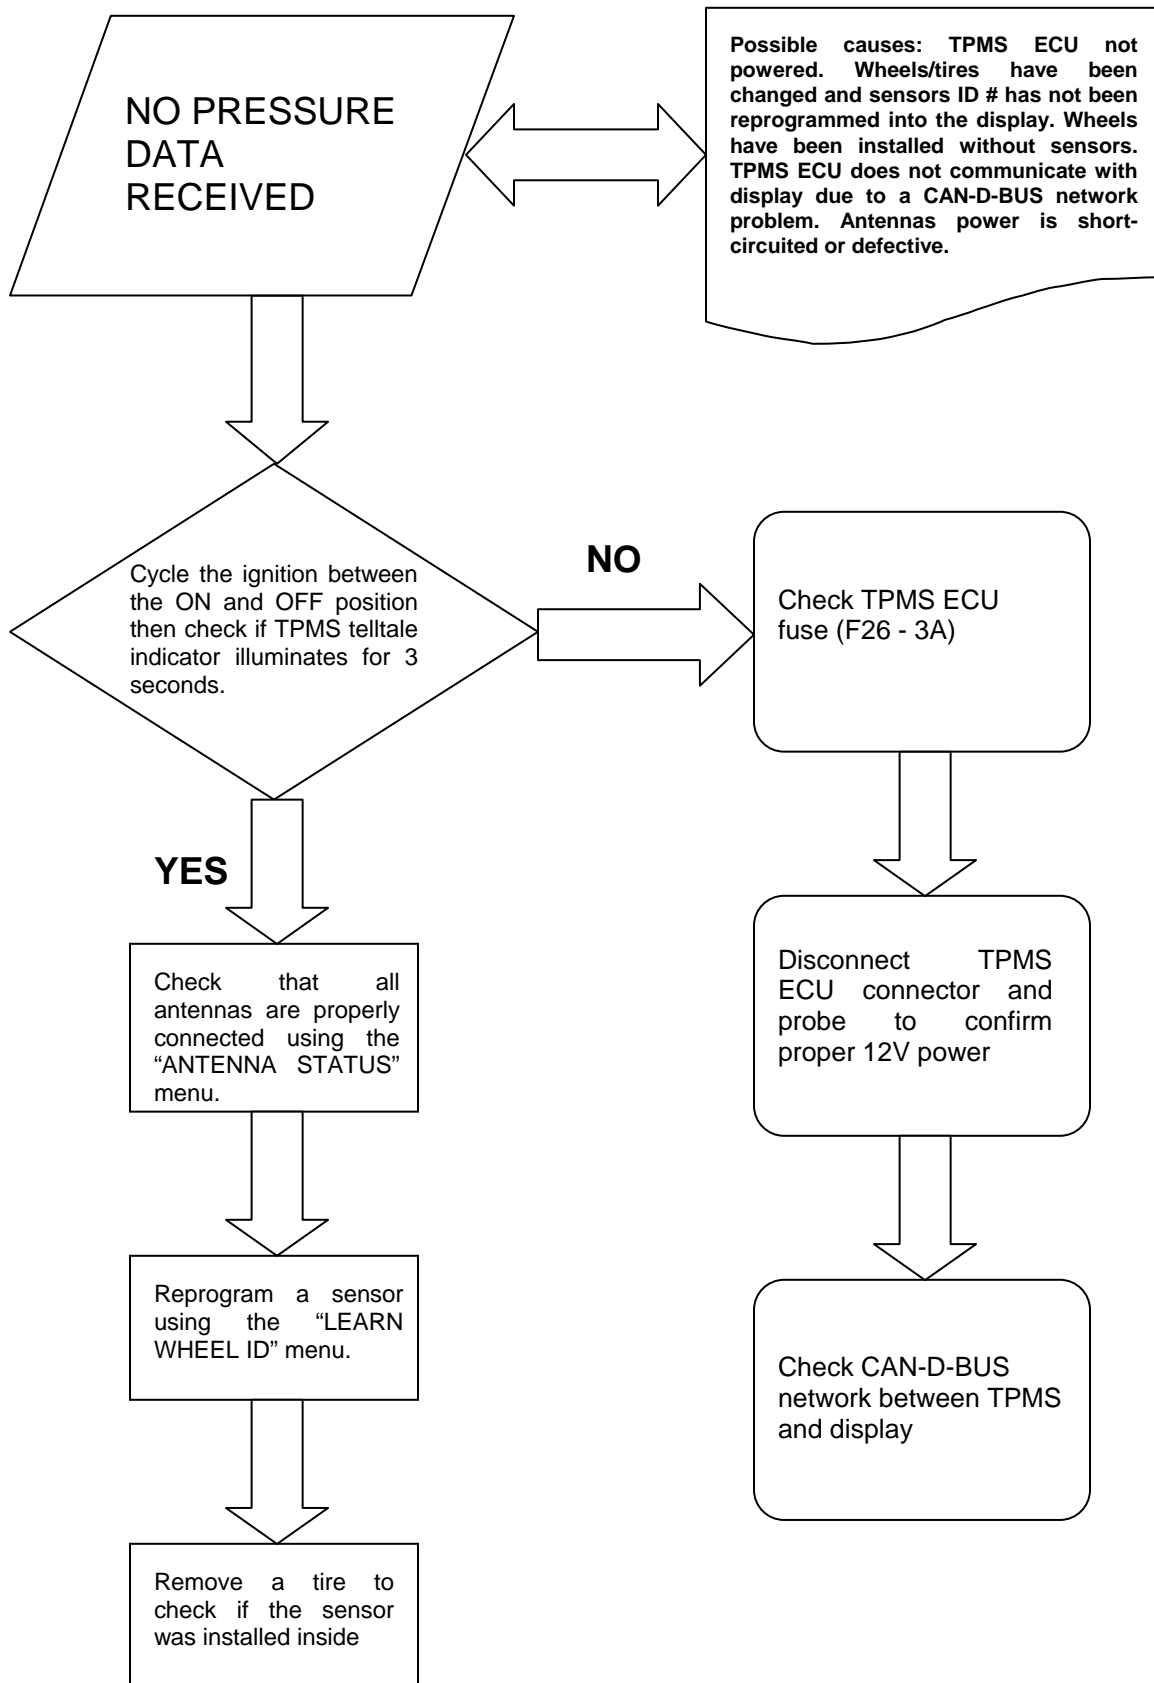 NO PRESSURE
DATA
RECEIVED
Possible causes: TPMS ECU not
powered. Wheels/tires have been
changed and sensors ID # has not been
reprogrammed into the display. Wheels
have been installed without sensors.
TPMS ECU does not communicate with
display due to a CAN-D-BUS network
problem. Antennas power is short-
circuited or defective.
Cycle the ignition between
the ON and OFF position
then check if TPMS telltale
indicator illuminates for 3
seconds.
NO
Check TPMS ECU
fuse (F26 - 3A)
YES
Check that all
antennas are properly
connected using the
“ANTENNA STATUS”
menu.
Disconnect TPMS
ECU connector and
probe to confirm
proper 12V power
Reprogram a sensor
using the “LEARN
WHEEL ID” menu.
Check CAN-D-BUS
network between TPMS
and display
Remove a tire to
check if the sensor
was installed inside